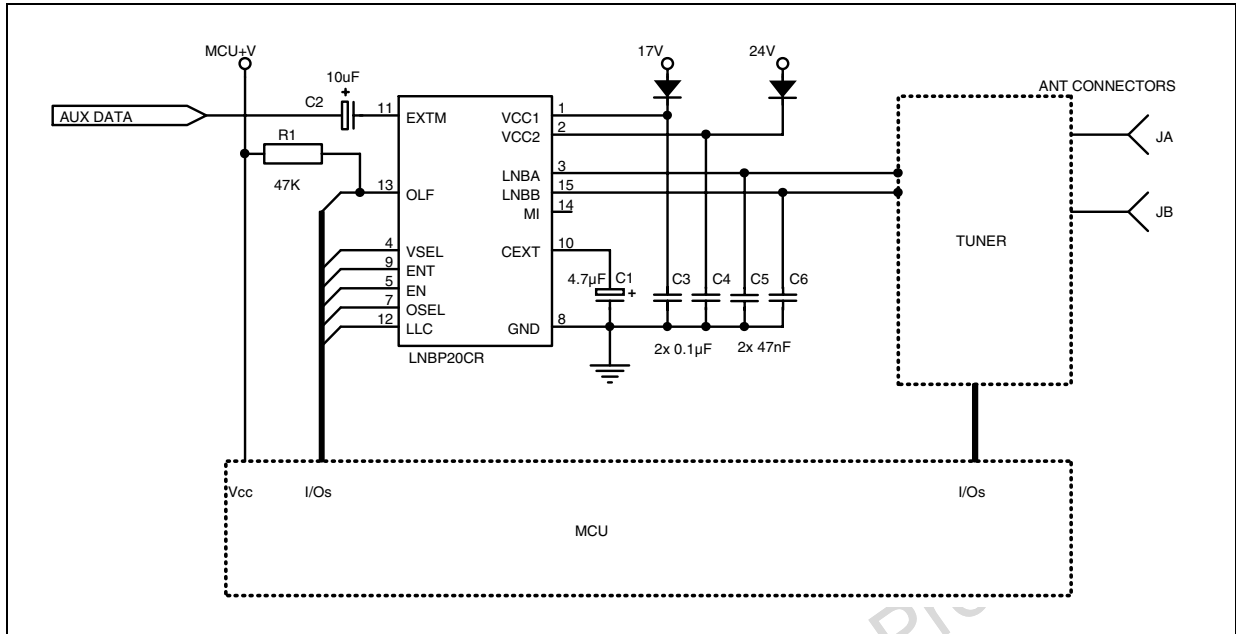 MCU+V
17V
24V
10uF
+
C2
ANT CONNECTORS
AUX DATA
11
EXTM
VCC1
1
VCC2
2
JA
R1
47K
LNBA
3
13
OLF
LNBB
15
MI
14
JB
TUNER
4
VSEL
CEXT
10
9
ENT
4.7µF
C1
+
C3
C4
C5
C6
5
EN
7
OSEL
12
LLC
GND
8
2x 0.1µF
2x 47nF
LNBP20CR
Vcc
I/Os
I/Os
MCU